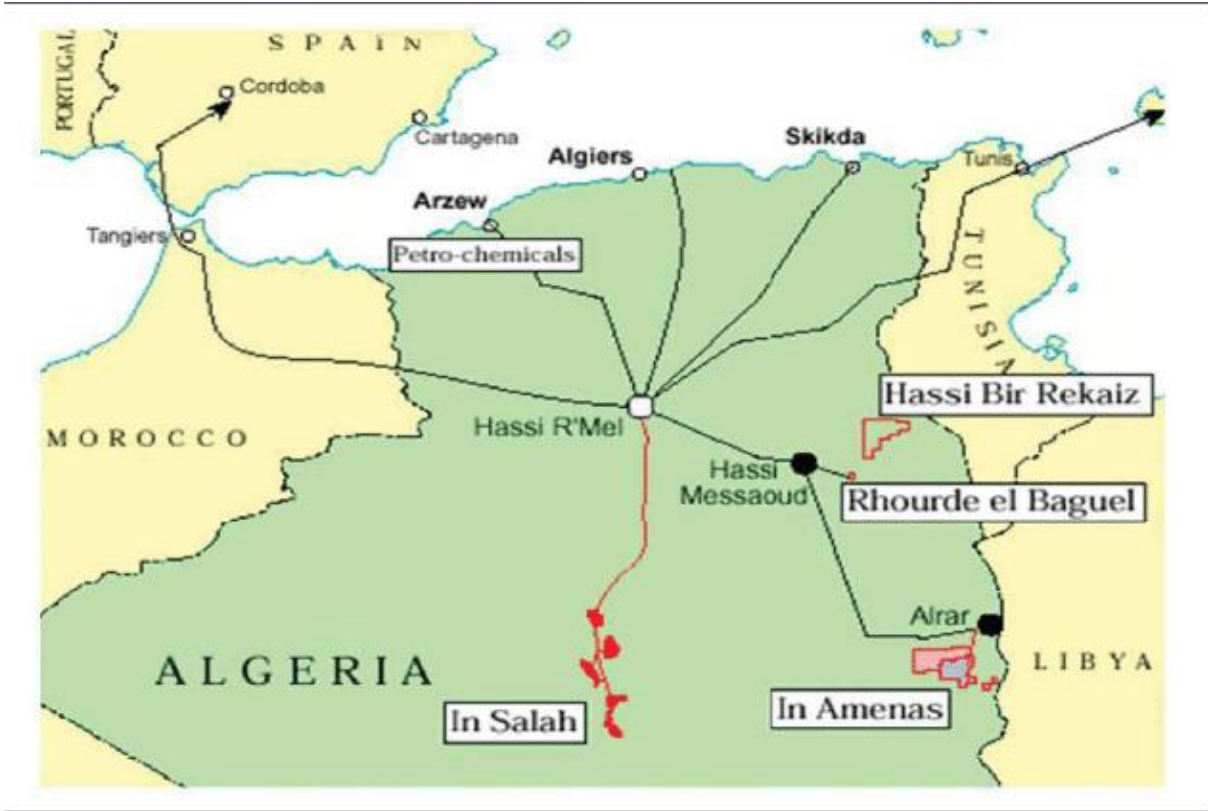 SPAIN
PORTUGAL
Cordoba
Cartagena
Skikda
Algiers
Tunis
Arzew
Tangiers
Petro-chemicals
TUNISIA
Hassi Bir Rekaiz
Hassi R'Mel
MOROCCO
Hassi
Messaoud
Rhourde el Baguel
Alrar
ALGERIA
LIBYA
In Salah
In Amenas